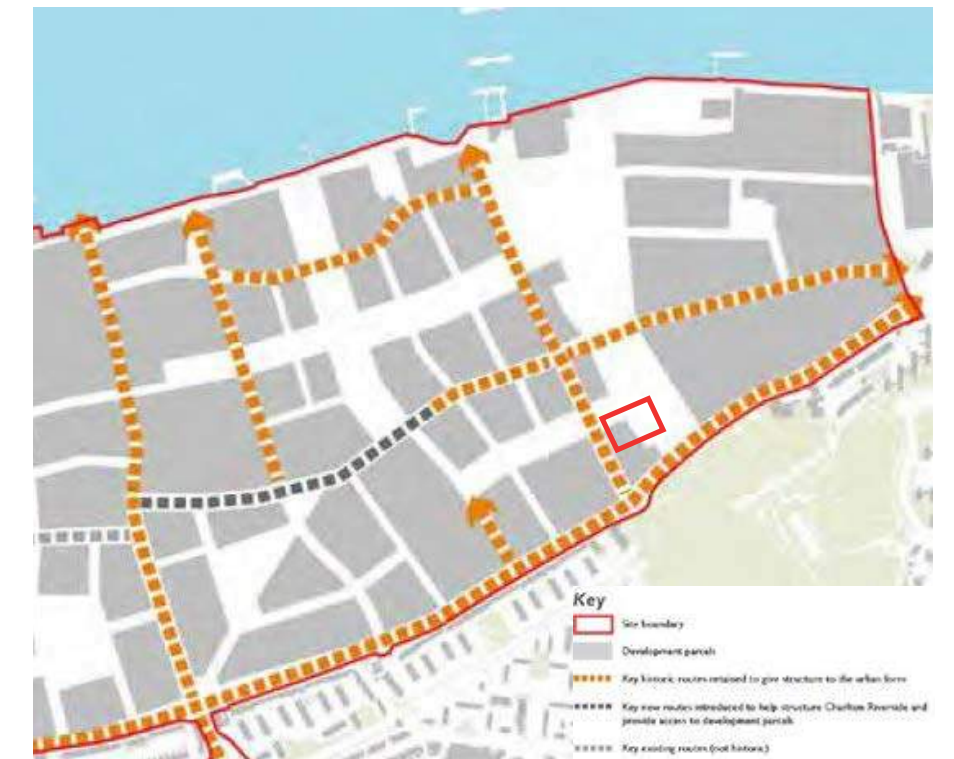 Key
Site boundary
Development parcels
Key historic routes retained to give structure to the urban form
Key new routes introduced to help structure Charlton Riverside and
provide access to development parcels
Key existing routes (not historic)